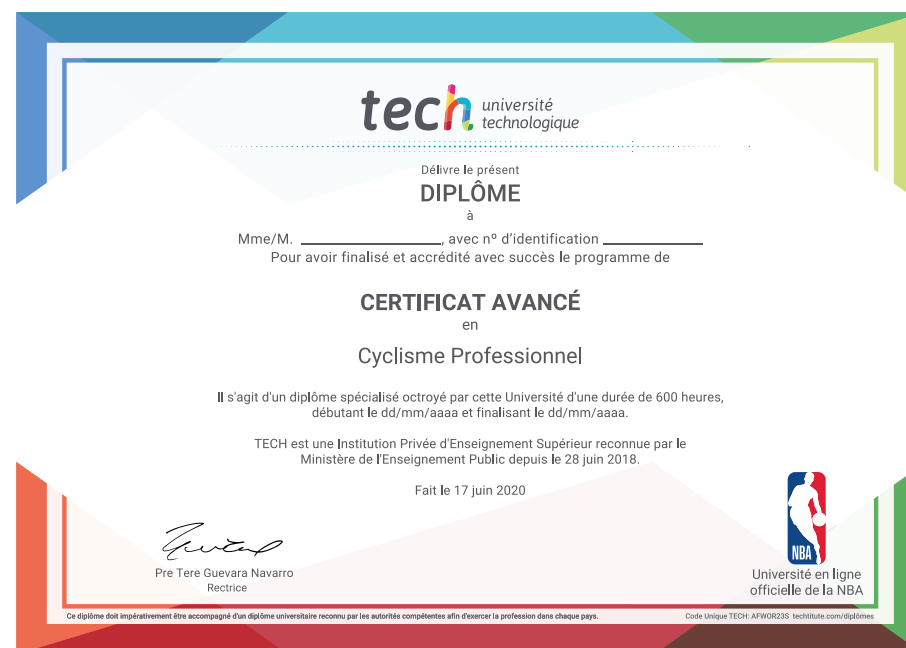 tech université
technologique
Délivre le présent
DIPLÔME
à
Mme/M. ____________________, avec nº d'identification ______________
Pour avoir finalisé et accrédité avec succès le programme de
CERTIFICAT AVANCÉ
en
Cyclisme Professionnel
Il s'agit d'un diplôme spécialisé octroyé par cette Université d'une durée de 600 heures,
débutant le dd/mm/aaaa et finalisant le dd/mm/aaaa.
TECH est une Institution Privée d'Enseignement Supérieur reconnue par le
Ministère de l'Enseignement Public depuis le 28 juin 2018.
Fait le 17 juin 2020
Pre Tere Guevara Navarro
Rectrice
NBA
Université en ligne
officielle de la NBA
Ce diplôme doit impérativement être accompagné d'un diplôme universitaire reconnu par les autorités compétentes afin d'exercer la profession dans chaque pays.
Code Unique TECH: AFWOR23S techtitute.com/diplômes